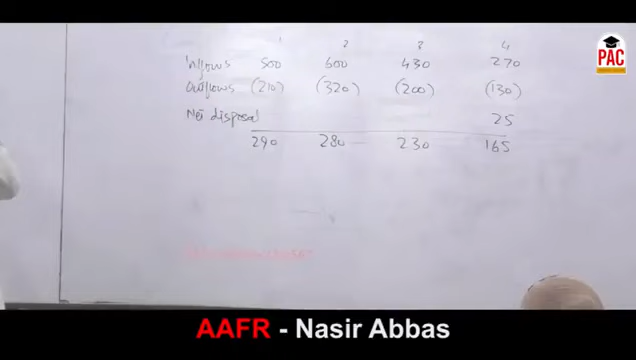 1 2 3 4
Inflows 500 600 430 270
Outflows (210) (320) (200) (130)
Net disposal 25
290 280 230 165
PAC
AAFR - Nasir Abbas